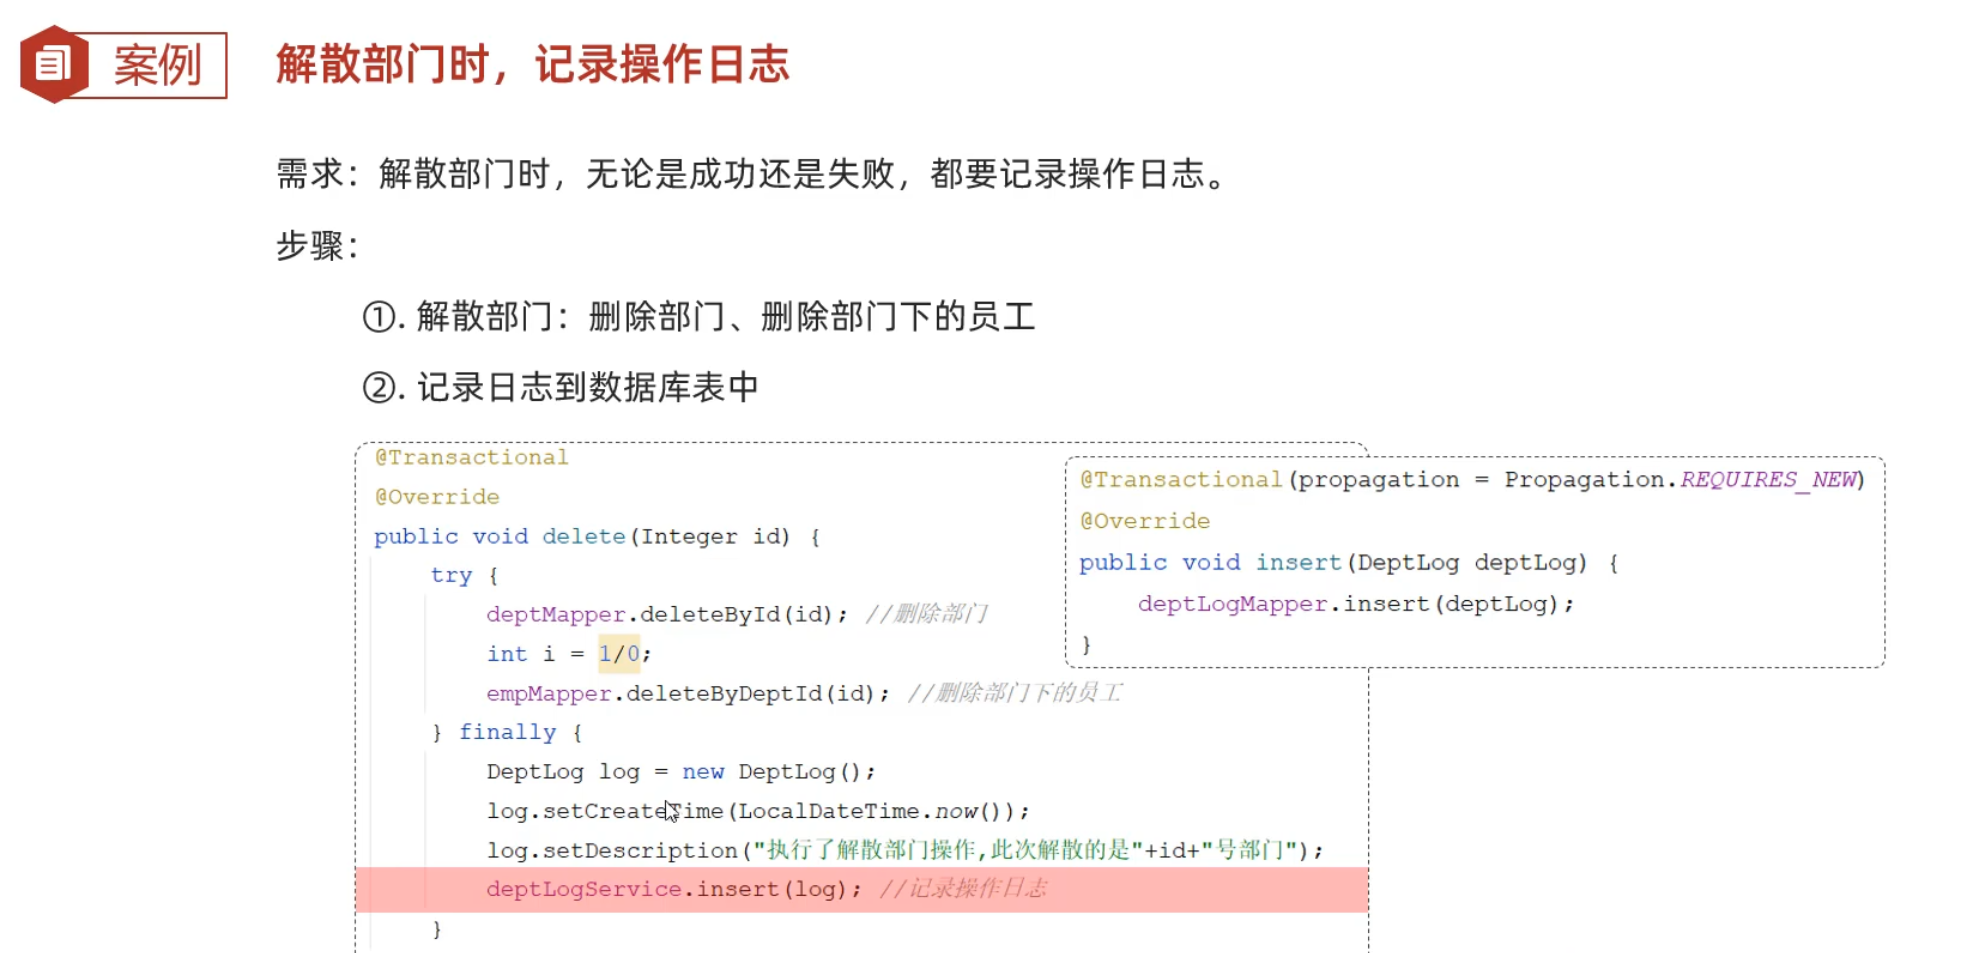 案例
解散部门时，记录操作日志
需求：解散部门时，无论是成功还是失败，都要记录操作日志。
步骤：
①. 解散部门：删除部门、删除部门下的员工
②. 记录日志到数据库表中
@Transactional
@Override
public void delete(Integer id) {
try {
deptMapper.deleteById(id); //删除部门
int i = 1/0;
empMapper.deleteByDeptId(id); //删除部门下的员工
} finally {
DeptLog log = new DeptLog();
log.setCreateTime(LocalDateTime.now());
log.setDescription("执行了解散部门操作,此次解散的是"+id+"号部门");
deptLogService.insert(log); //记录操作日志
}
@Transactional(propagation = Propagation.REQUIRES_NEW)
@Override
public void insert(DeptLog deptLog) {
deptLogMapper.insert(deptLog);
}